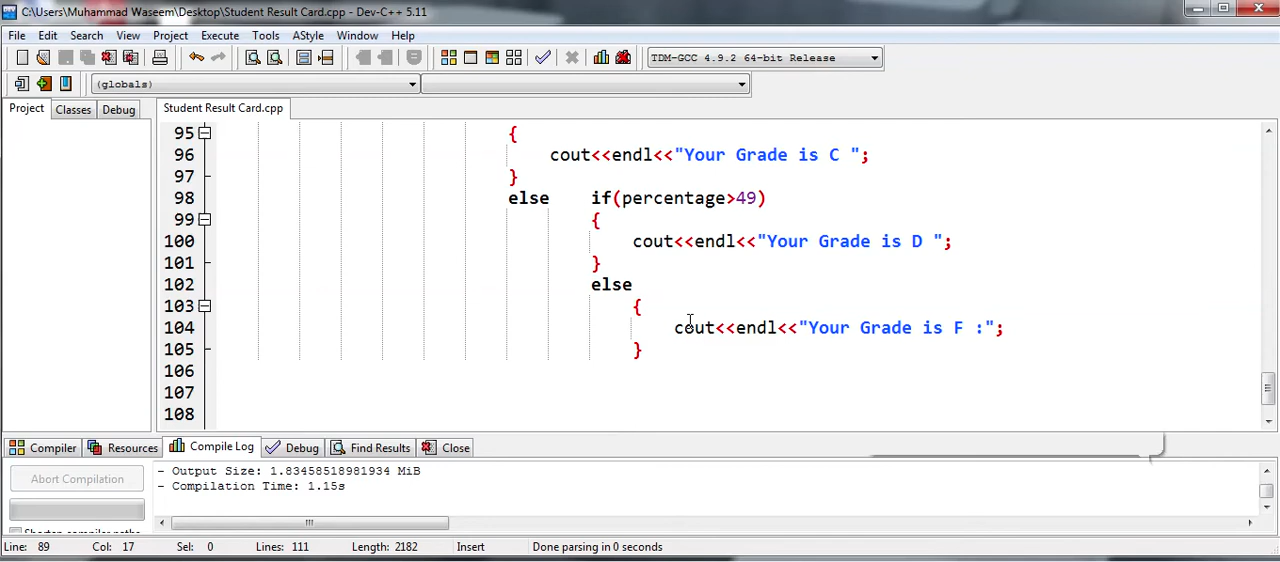 C:\Users\Muhammad Waseem\Desktop\Student Result Card.cpp - Dev-C++ 5.11
File Edit Search View Project Execute Tools AStyle Window Help
TDM-GCC 4.9.2 64-bit Release
(globals)
Project Classes Debug Student Result Card.cpp
95 {
96 cout<<endl<<"Your Grade is C ";
97 }
98 else if(percentage>49)
99 {
100 cout<<endl<<"Your Grade is D ";
101 }
102 else
103 {
104 cout<<endl<<"Your Grade is F :";
105 }
106
107
108
Compiler Resources Compile Log Debug Find Results Close
Abort Compilation
- Output Size: 1.83458518981934 MiB
- Compilation Time: 1.15s
Shorten compiler paths
Line: 89 Col: 17 Sel: 0 Lines: 111 Length: 2182 Insert Done parsing in 0 seconds